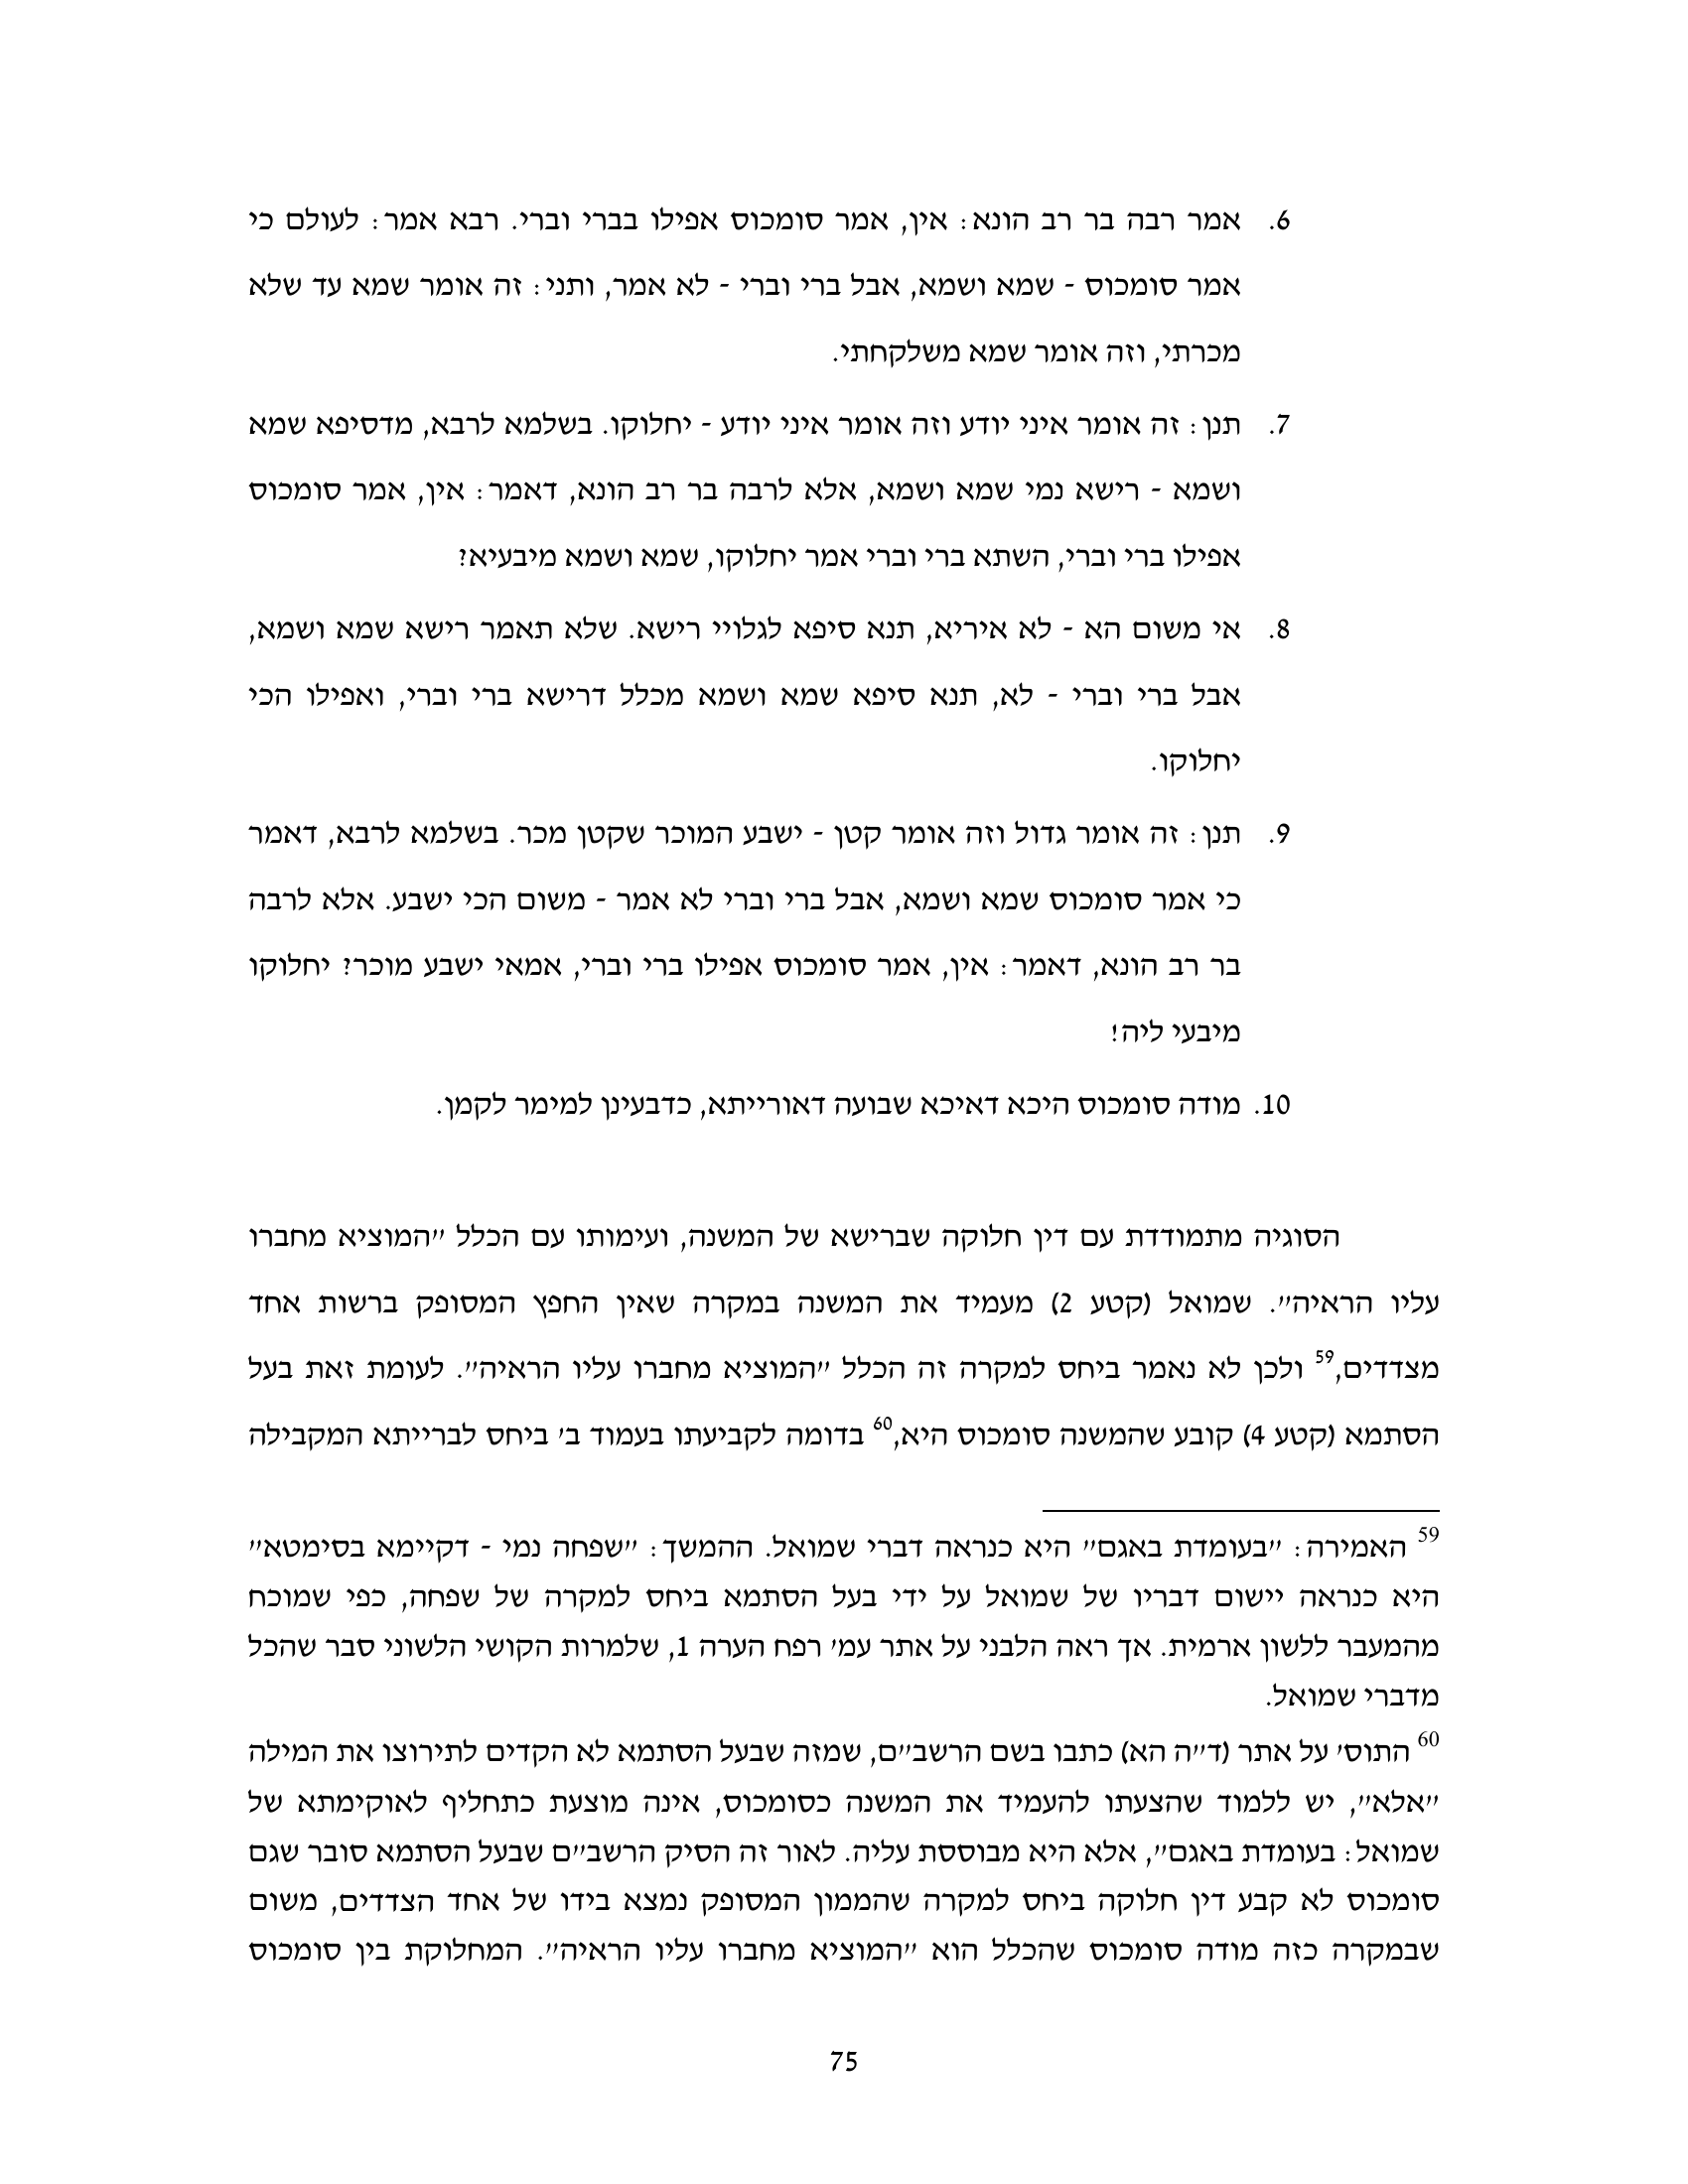 6. אמר רבה בר רב הונא: אין, אמר סומכוס אפילו בברי וברי. רבא אמר: לעולם כי
אמר סומכוס - שמא ושמא, אבל ברי וברי - לא אמר, ותני: זה אומר שמא עד שלא
מכרתי, וזה אומר שמא משלקחתי.
7. תנן: זה אומר איני יודע וזה אומר איני יודע - יחלוקו. בשלמא לרבא, מדסיפא שמא
ושמא - רישא נמי שמא ושמא, אלא לרבה בר רב הונא, דאמר: אין, אמר סומכוס
אפילו ברי וברי, השתא ברי וברי אמר יחלוקו, שמא ושמא מיבעיא?
8. אי משום הא - לא איריא, תנא סיפא לגלויי רישא. שלא תאמר רישא שמא ושמא,
אבל ברי וברי - לא, תנא סיפא שמא ושמא מכלל דרישא ברי וברי, ואפילו הכי
יחלוקו.
9. תנן: זה אומר גדול וזה אומר קטן - ישבע המוכר שקטן מכר. בשלמא לרבא, דאמר
כי אמר סומכוס שמא ושמא, אבל ברי וברי לא אמר - משום הכי ישבע. אלא לרבה
בר רב הונא, דאמר: אין, אמר סומכוס אפילו ברי וברי, אמאי ישבע מוכר? יחלוקו
מיבעי ליה!
10. מודה סומכוס היכא דאיכא שבועה דאורייתא, כדבעינן למימר לקמן.
הסוגיה מתמודדת עם דין חלוקה שברישא של המשנה, ועימותו עם הכלל "המוציא מחברו
עליו הראיה". שמואל (קטע 2) מעמיד את המשנה במקרה שאין החפץ המסופק ברשות אחד
מצדדים,59 ולכן לא נאמר ביחס למקרה זה הכלל "המוציא מחברו עליו הראיה". לעומת זאת בעל
הסתמא (קטע 4) קובע שהמשנה סומכוס היא,60 בדומה לקביעתו בעמוד ב' ביחס לברייתא המקבילה
59 האמירה: "בעומדת באגם" היא כנראה דברי שמואל. ההמשך: "שפחה נמי - דקיימא בסימטא"
היא כנראה יישום דבריו של שמואל על ידי בעל הסתמא ביחס למקרה של שפחה, כפי שמוכח
מהמעבר ללשון ארמית. אך ראה הלבני על אתר עמ' רפח הערה 1, שלמרות הקושי הלשוני סבר שהכל
מדברי שמואל.
60 התוס' על אתר (ד"ה הא) כתבו בשם הרשב"ם, שמזה שבעל הסתמא לא הקדים לתירוצו את המילה
"אלא", יש ללמוד שהצעתו להעמיד את המשנה כסומכוס, אינה מוצעת כתחליף לאוקימתא של
שמואל: בעומדת באגם", אלא היא מבוססת עליה. לאור זה הסיק הרשב"ם שבעל הסתמא סובר שגם
סומכוס לא קבע דין חלוקה ביחס למקרה שהממון המסופק נמצא בידו של אחד הצדדים, משום
שבמקרה כזה מודה סומכוס שהכלל הוא "המוציא מחברו עליו הראיה". המחלוקת בין סומכוס
75